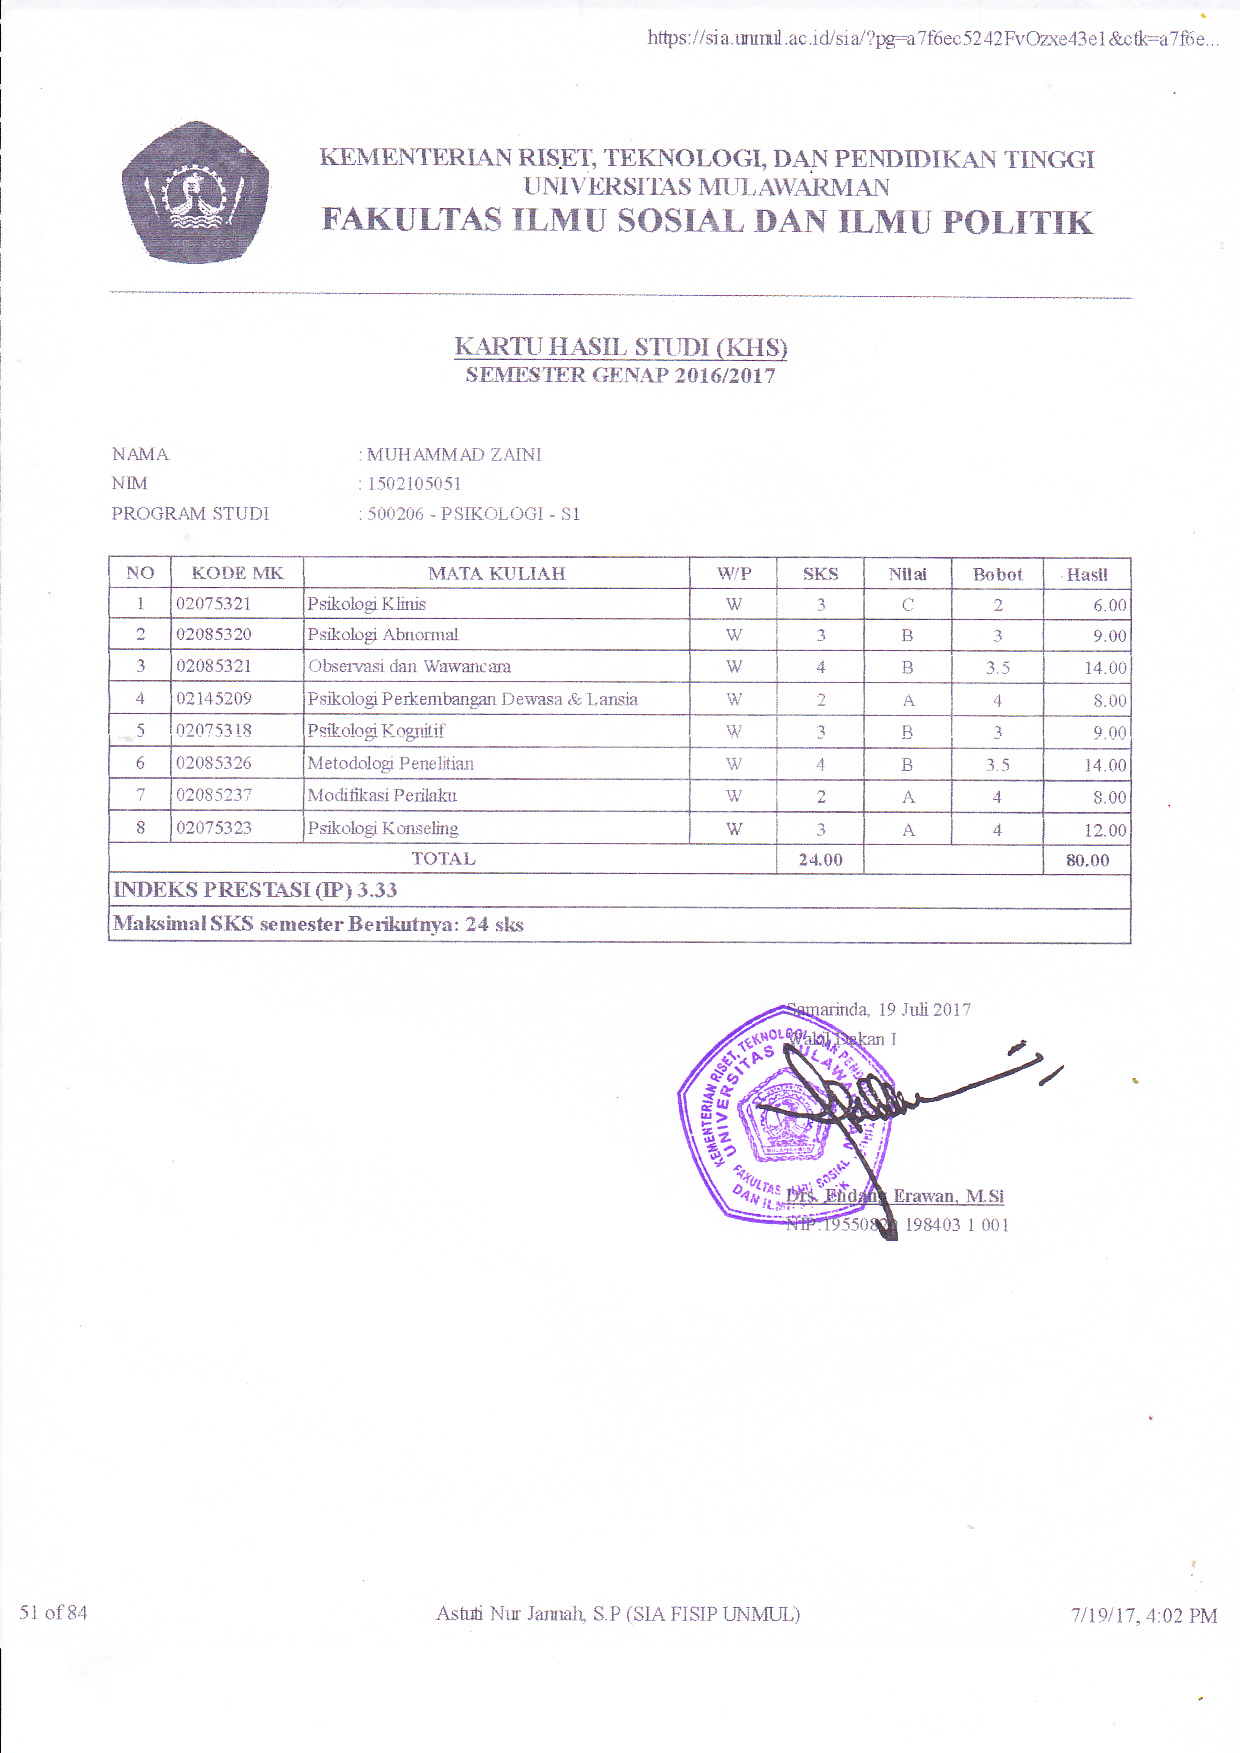 https://sia.unmul.ac.id/sia/?pg=a7f6ec5242FvOzxe43e1&ctk=a7f6e...
KEMENTERIAN RISET, TEKNOLOGI, DAN PENDIDIKAN TINGGI
UNIVERSITAS MULAWARMAN
FAKULTAS ILMU SOSIAL DAN ILMU POLITIK
KARTU HASIL STUDI (KHS)
SEMESTER GENAP 2016/2017
NAMA : MUHAMMAD ZAINI
NIM : 1502105051
PROGRAM STUDI : 500206 - PSIKOLOGI - S1
NO KODE MK MATA KULIAH W/P SKS Nilai Bobot Hasil
1 02075321 Psikologi Klinis W 3 C 2 6.00
2 02085320 Psikologi Abnormal W 3 B 3 9.00
3 02085321 Observasi dan Wawancara W 4 B 3.5 14.00
4 02145209 Psikologi Perkembangan Dewasa & Lansia W 2 A 4 8.00
5 02075318 Psikologi Kognitif W 3 B 3 9.00
6 02085326 Metodologi Penelitian W 4 B 3.5 14.00
7 02085237 Modifikasi Perilaku W 2 A 4 8.00
8 02075323 Psikologi Konseling W 3 A 4 12.00
TOTAL 24.00 80.00
INDEKS PRESTASI (IP) 3.33
Maksimal SKS semester Berikutnya: 24 sks
Samarinda, 19 Juli 2017
Wakil Dekan I
KEMENTERIAN RISET, TEKNOLOGI
UNIVERSITAS MULAWARMAN
FAKULTAS ILMU SOSIAL
DAN ILMU
Drs. Endang Erawan, M.Si
198403 1 001
51 of 84 Astuti Nur Jannah, S.P (SIA FISIP UNMUL) 7/19/17, 4:02 PM